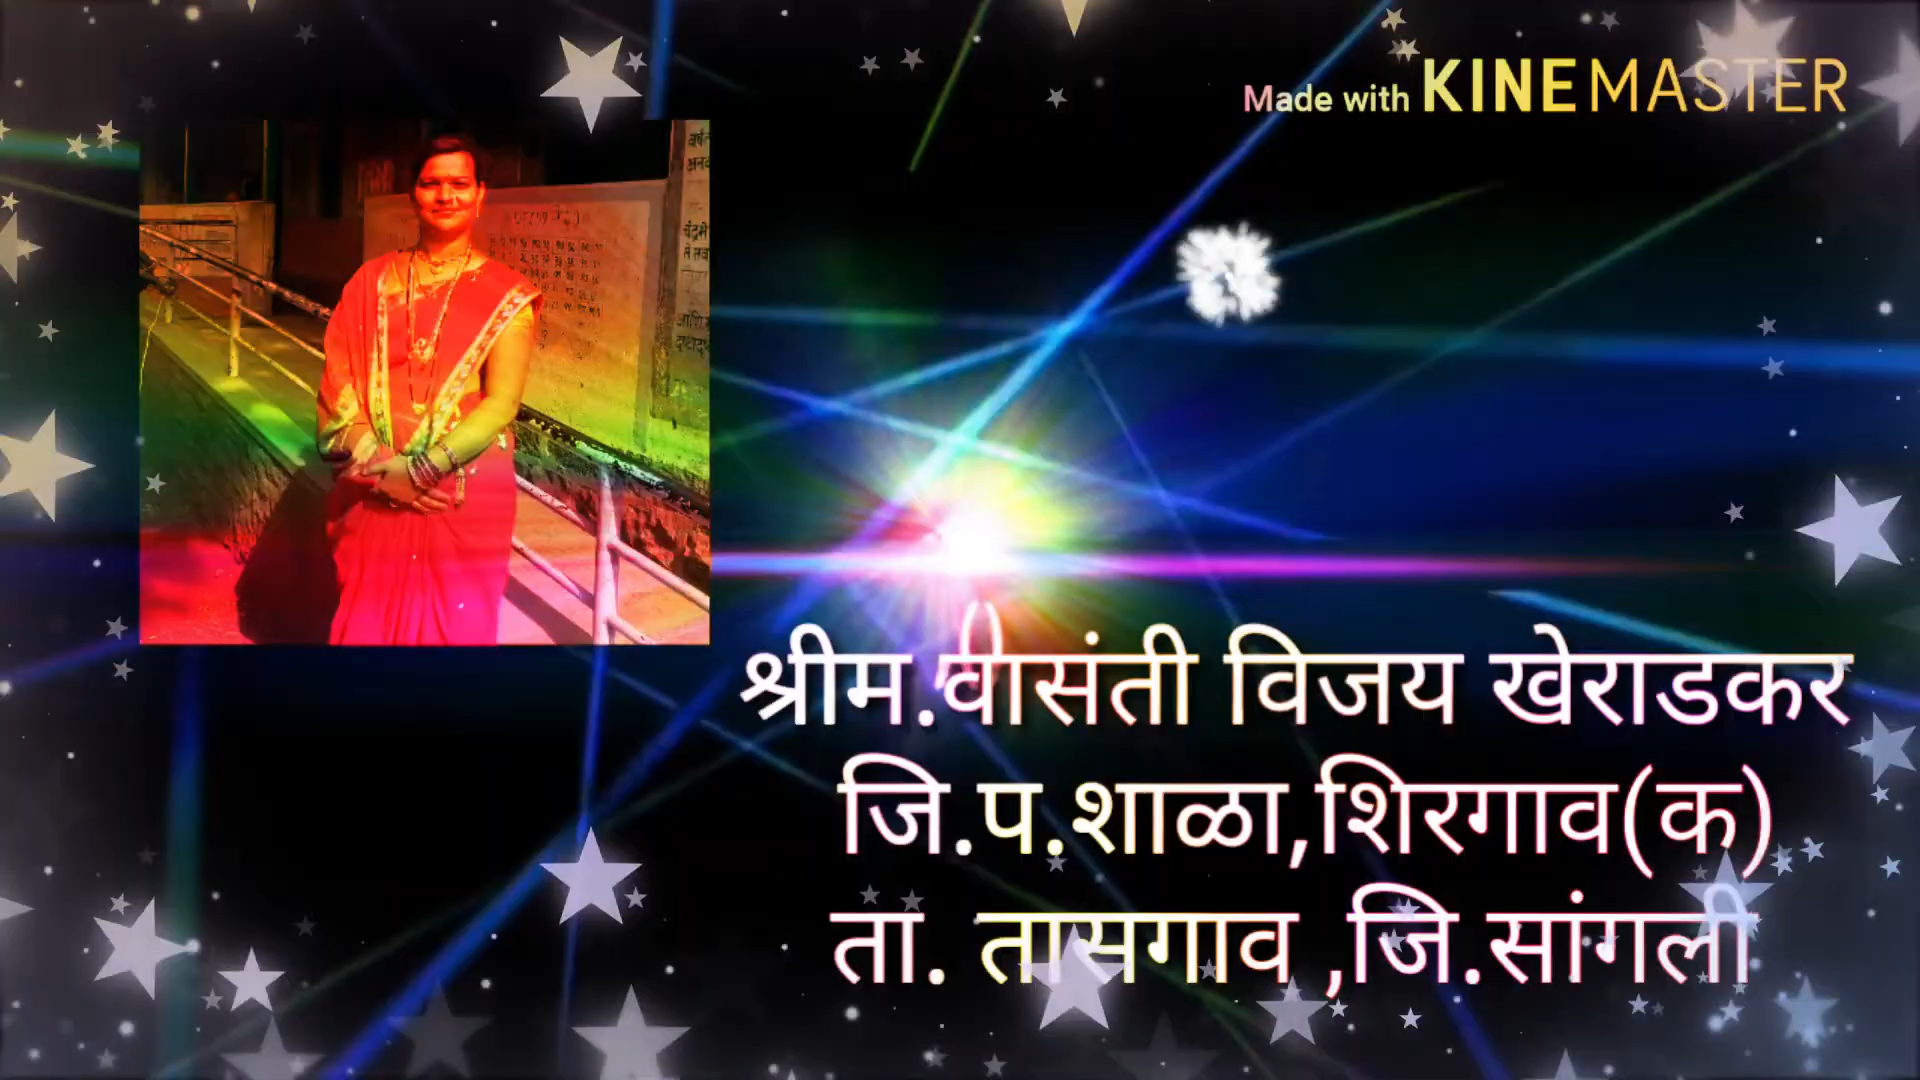 Made with KINEMASTER
श्रीम.वासंती विजय खेराडकर
जि.प.शाळा,शिरगाव(क)
ता. तासगाव ,जि.सांगली